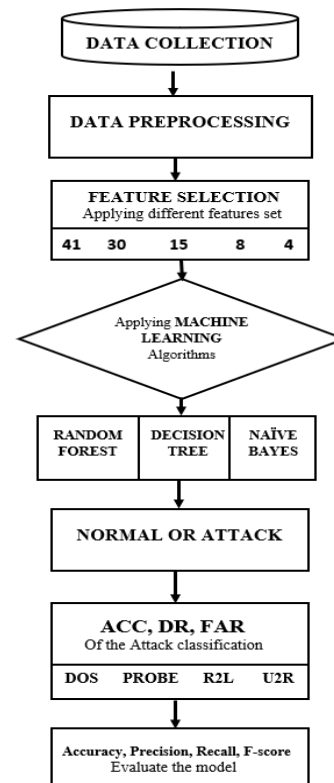 DATA COLLECTION
DATA PREPROCESSING
FEATURE SELECTION
Applying different features set
41 30 15 8 4
Applying MACHINE
LEARNING
Algorithms
RANDOM FOREST
DECISION TREE
NAÏVE BAYES
NORMAL OR ATTACK
ACC, DR, FAR
Of the Attack classification
DOS PROBE R2L U2R
Accuracy, Precision, Recall, F-score
Evaluate the model